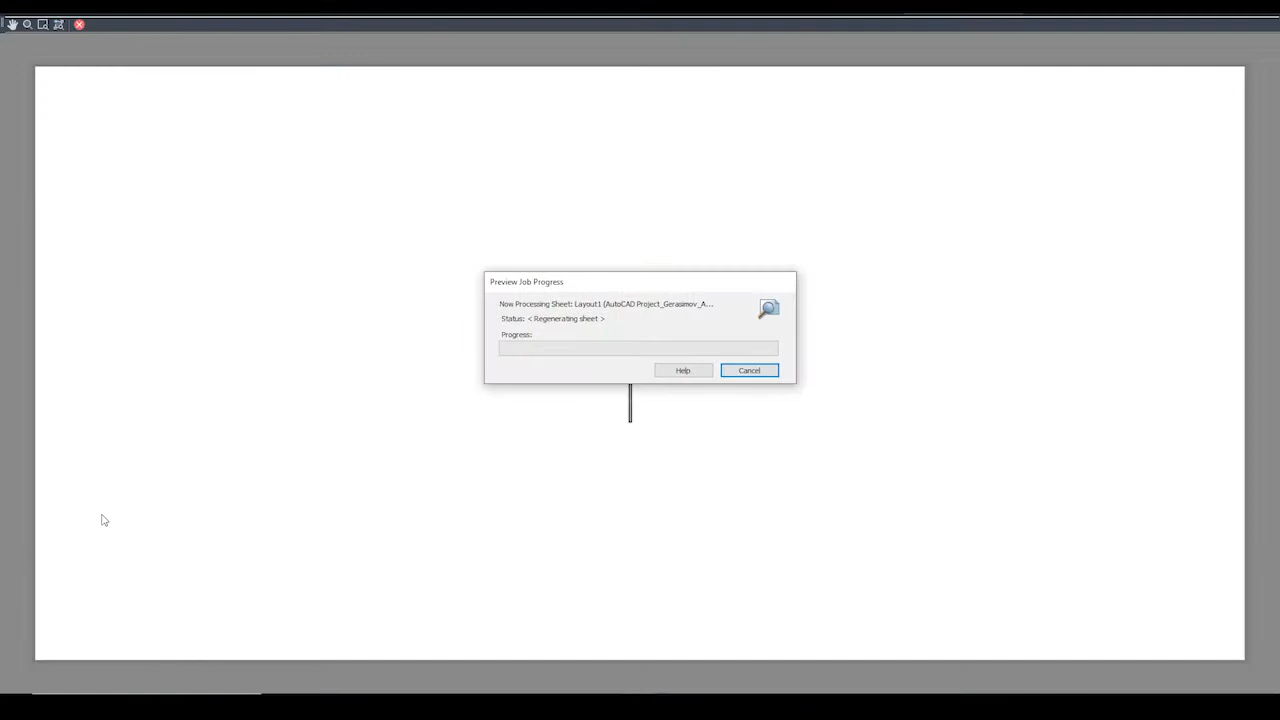 Preview Job Progress
Now Processing Sheet: Layout1 (AutoCAD Project_Gerasimov_A...
Status: < Regenerating sheet >
Progress:
Help
Cancel